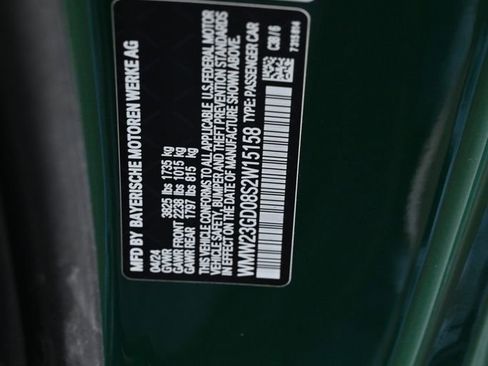 MFD BY BAYERISCHE MOTOREN WERKE AG
04/24
GVWR 3825 lbs 1735 kg
GAWR FRONT 2238 lbs 1015 kg
GAWR REAR 1797 lbs 815 kg
THIS VEHICLE CONFORMS TO ALL APPLICABLE U.S. FEDERAL MOTOR
VEHICLE SAFETY, BUMPER AND THEFT PREVENTION STANDARDS
IN EFFECT ON THE DATE OF MANUFACTURE SHOWN ABOVE.
WMW23GD08S2W15158 TYPE: PASSENGER CAR